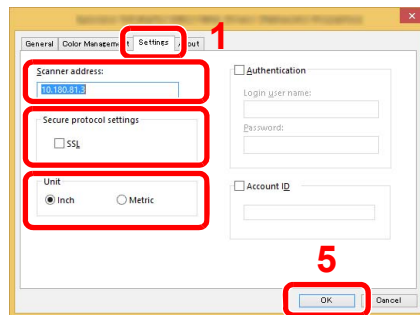 General
Color Management
Settings
1
Scanner address:
10.180.81.3
Secure protocol settings
SSL
Unit
Inch
Metric
Authentication
Login user name:
Password:
Account ID
5
OK
Cancel